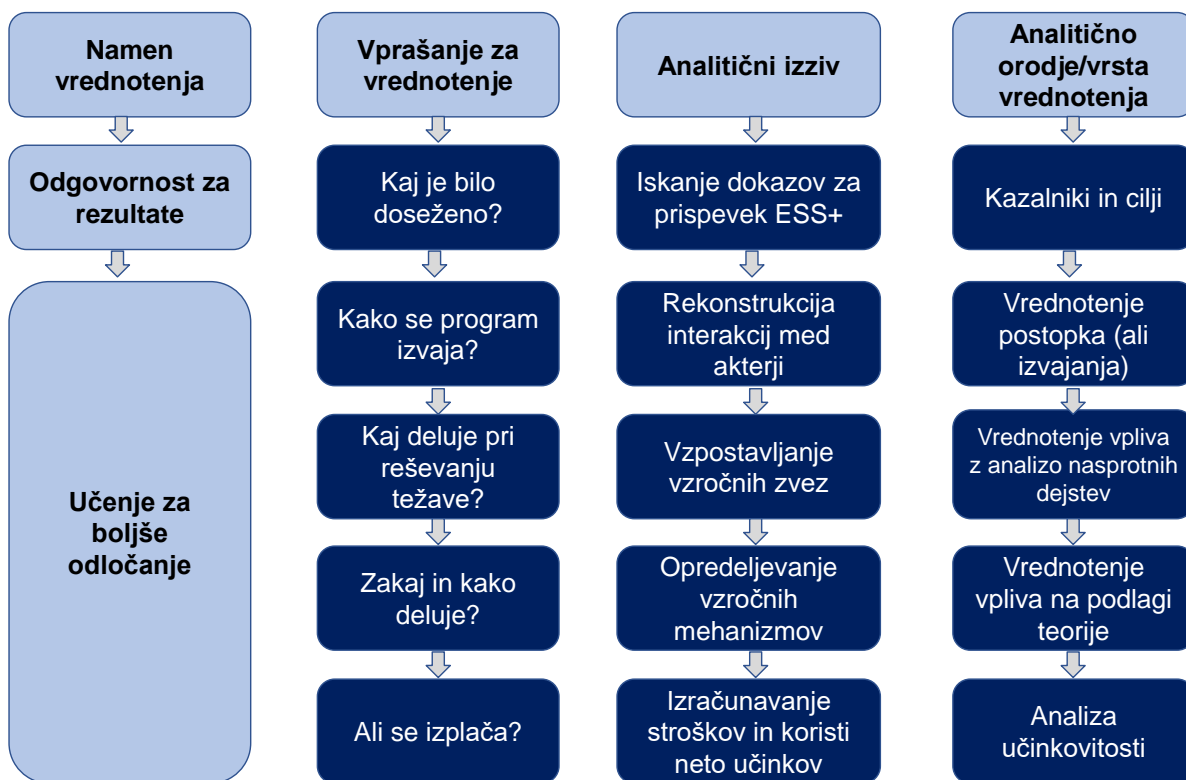 Namen
vrednotenja
Vprašanje za
vrednotenje
Analitični izziv
Analitično
orodje/vrsta
vrednotenja
Odgovornost za
rezultate
Kaj je bilo
doseženo?
Iskanje dokazov za
prispevek ESS+
Kazalniki in cilji
Učenje za
boljše
odločanje
Kako se program
izvaja?
Rekonstrukcija
interakcij med
akterji
Vrednotenje
postopka (ali
izvajanja)
Kaj deluje pri
reševanju
težave?
Vzpostavljanje
vzročnih zvez
Vrednotenje vpliva
z analizo nasprotnih
dejstev
Zakaj in kako
deluje?
Opredeljevanje
vzročnih
mehanizmov
Vrednotenje
vpliva na podlagi
teorije
Ali se izplača?
Izračunavanje
stroškov in koristi
neto učinkov
Analiza
učinkovitosti